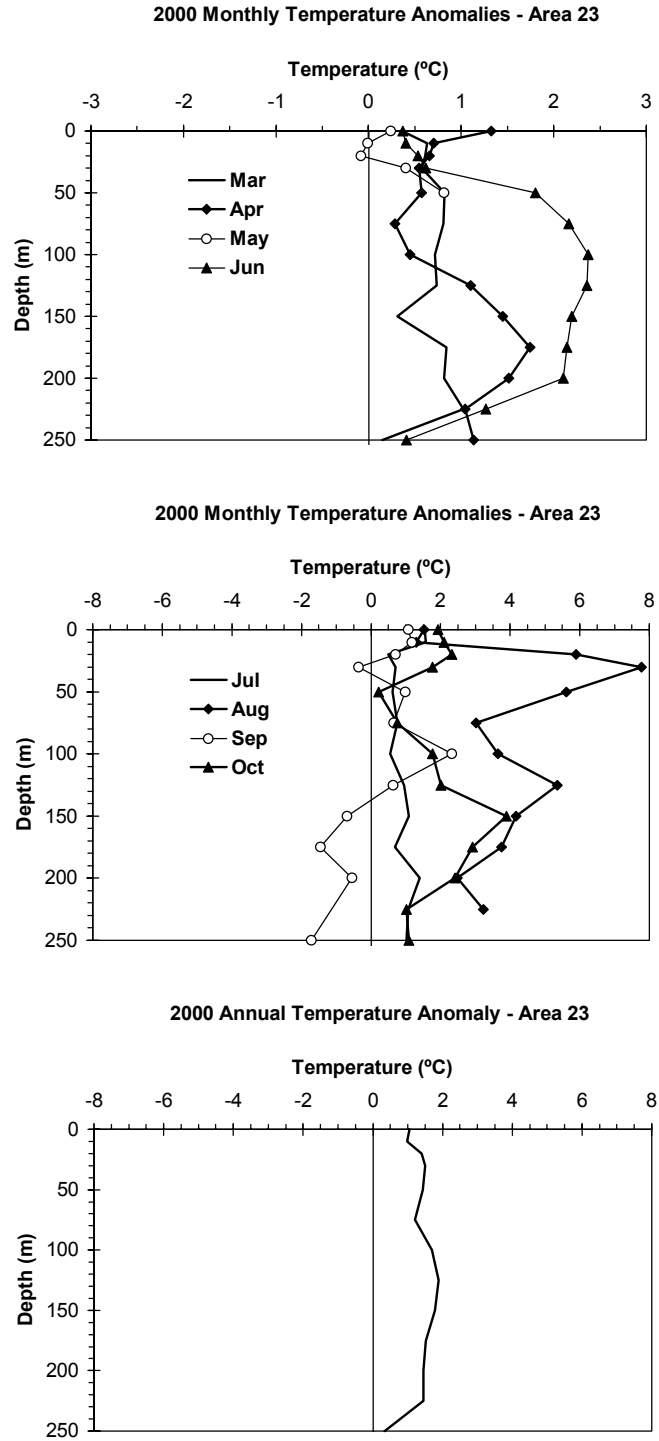 2000 Monthly Temperature Anomalies - Area 23
Temperature (ºC)
-3 -2 -1 0 1 2 3
0
50
100
150
200
250
Depth (m)
Mar
Apr
May
Jun
2000 Monthly Temperature Anomalies - Area 23
Temperature (ºC)
-8 -6 -4 -2 0 2 4 6 8
0
50
100
150
200
250
Depth (m)
Jul
Aug
Sep
Oct
2000 Annual Temperature Anomaly - Area 23
Temperature (ºC)
-8 -6 -4 -2 0 2 4 6 8
0
50
100
150
200
250
Depth (m)